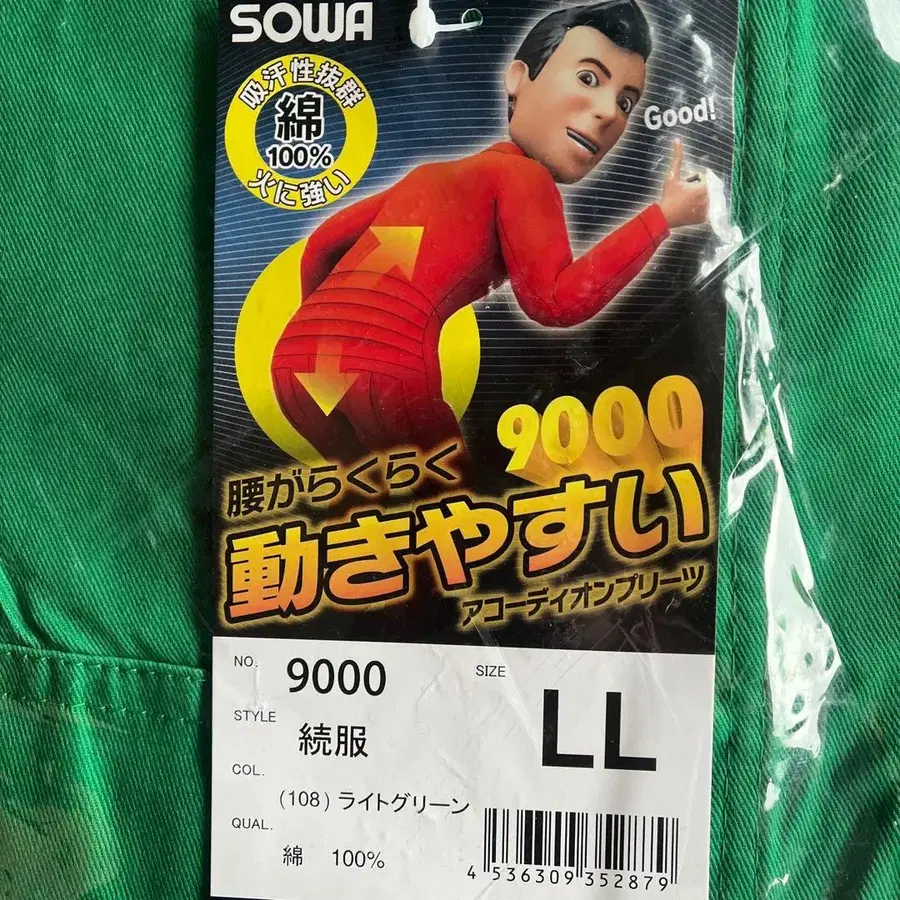 SOWA
吸汗性抜群
綿
100%
火に強い
Good!
9000
腰がらくらく
動きやすい
アコーディオンプリーツ
NO. 9000
SIZE LL
STYLE 続服
COL. (108) ライトグリーン
QUAL. 綿 100%
4 536309 352879